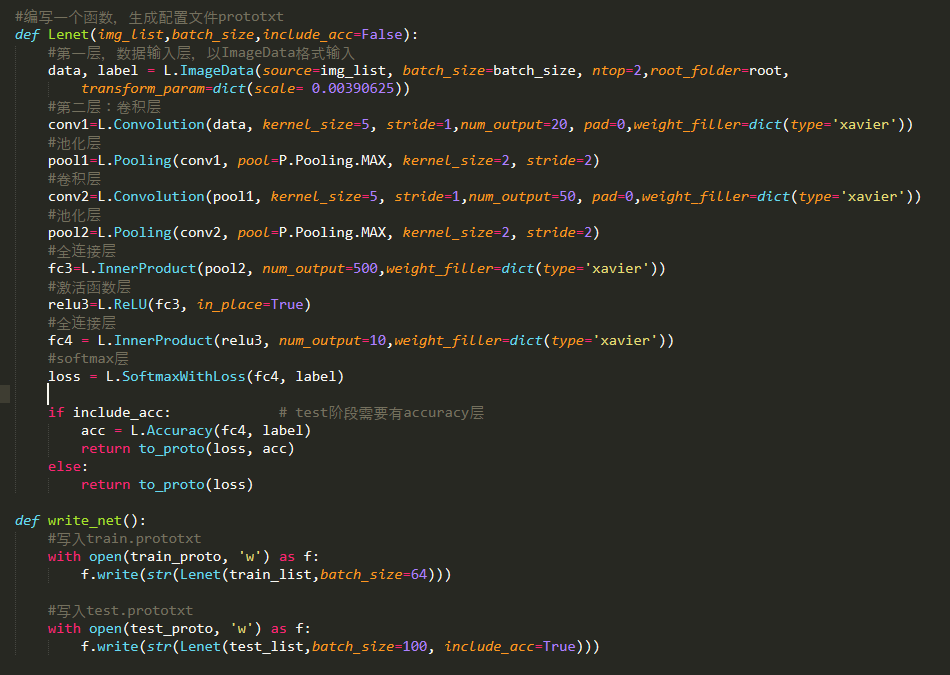 #编写一个函数，生成配置文件prototxt
def Lenet(img_list,batch_size,include_acc=False):
    #第一层，数据输入层，以ImageData格式输入
    data, label = L.ImageData(source=img_list, batch_size=batch_size, ntop=2,root_folder=root,
        transform_param=dict(scale= 0.00390625))
    #第二层：卷积层
    conv1=L.Convolution(data, kernel_size=5, stride=1,num_output=20, pad=0,weight_filler=dict(type='xavier'))
    #池化层
    pool1=L.Pooling(conv1, pool=P.Pooling.MAX, kernel_size=2, stride=2)
    #卷积层
    conv2=L.Convolution(pool1, kernel_size=5, stride=1,num_output=50, pad=0,weight_filler=dict(type='xavier'))
    #池化层
    pool2=L.Pooling(conv2, pool=P.Pooling.MAX, kernel_size=2, stride=2)
    #全连接层
    fc3=L.InnerProduct(pool2, num_output=500,weight_filler=dict(type='xavier'))
    #激活函数层
    relu3=L.ReLU(fc3, in_place=True)
    #全连接层
    fc4 = L.InnerProduct(relu3, num_output=10,weight_filler=dict(type='xavier'))
    #softmax层
    loss = L.SoftmaxWithLoss(fc4, label)
    if include_acc:             # test阶段需要有accuracy层
        acc = L.Accuracy(fc4, label)
        return to_proto(loss, acc)
    else:
        return to_proto(loss)
def write_net():
    #写入train.prototxt
    with open(train_proto, 'w') as f:
        f.write(str(Lenet(train_list,batch_size=64)))
    #写入test.prototxt
    with open(test_proto, 'w') as f:
        f.write(str(Lenet(test_list,batch_size=100, include_acc=True)))